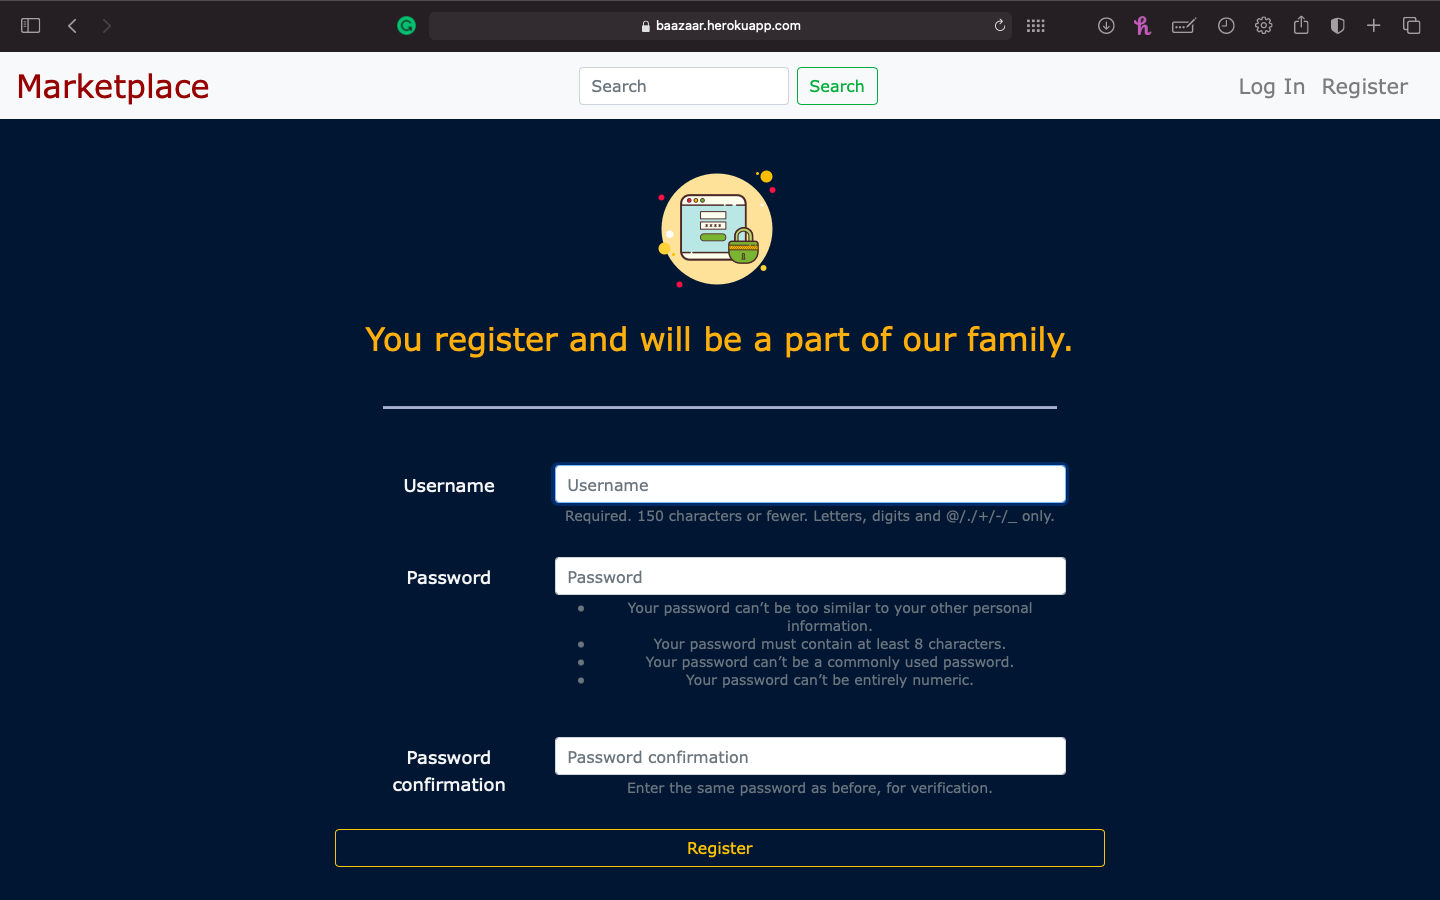 baazaar.herokuapp.com
Marketplace
Search
Search
Log In
Register
You register and will be a part of our family.
Username
Username
Required. 150 characters or fewer. Letters, digits and @/./+/-/_ only.
Password
Password
• Your password can’t be too similar to your other personal
information.
• Your password must contain at least 8 characters.
• Your password can’t be a commonly used password.
• Your password can’t be entirely numeric.
Password
confirmation
Password confirmation
Enter the same password as before, for verification.
Register